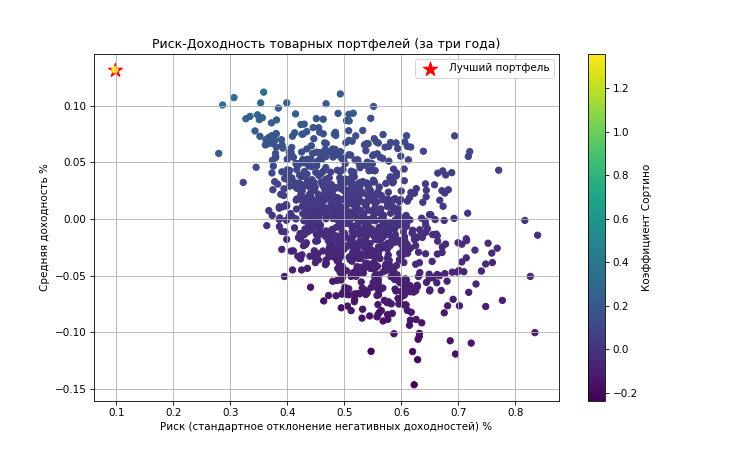 Риск-Доходность товарных портфелей (за три года)
Лучший портфель
Средняя доходность %
0.10
0.05
0.00
−0.05
−0.10
−0.15
0.1 0.2 0.3 0.4 0.5 0.6 0.7 0.8
Риск (стандартное отклонение негативных доходностей) %
1.2
1.0
0.8
0.6
0.4
0.2
0.0
−0.2
Коэффициент Сортино